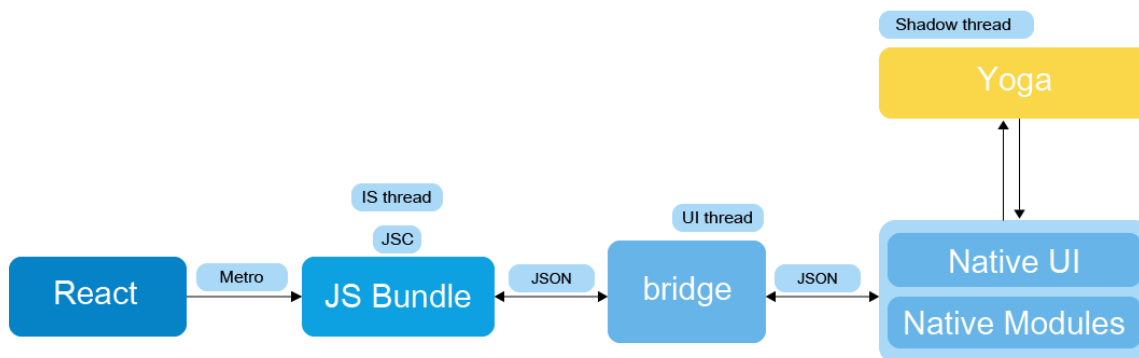 Shadow thread
Yoga
IS thread
UI thread
JSC
React
Metro
JS Bundle
JSON
bridge
JSON
Native UI
Native Modules